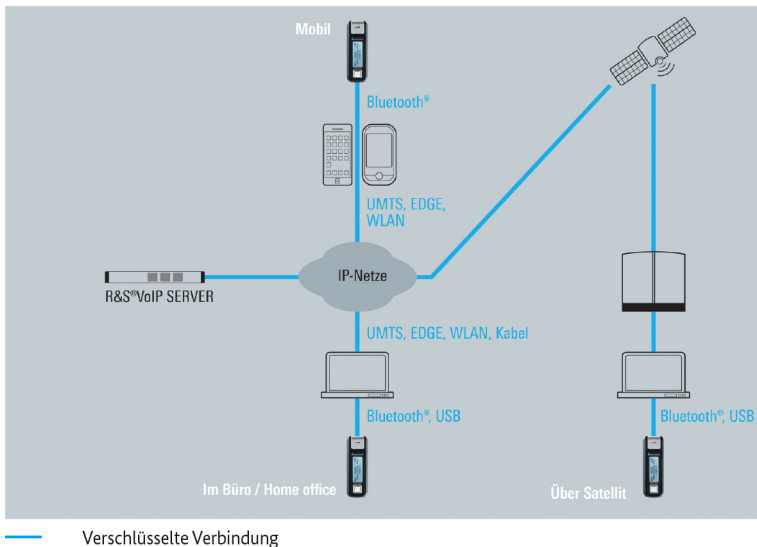 Mobil
Bluetooth®
UMTS, EDGE,
WLAN
IP-Netze
R&S®VoIP SERVER
UMTS, EDGE, WLAN, Kabel
Bluetooth®, USB
Bluetooth®, USB
Im Büro / Home office
Über Satellit
Verschlüsselte Verbindung